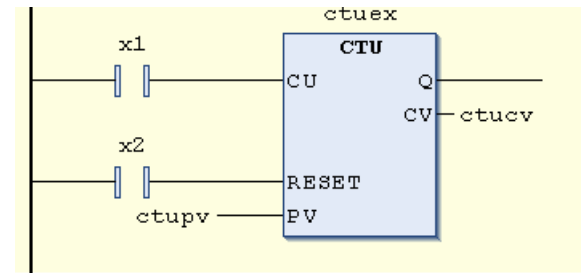 ctuex
x1
CTU
CU Q
CV ctucv
x2
RESET
ctupv PV